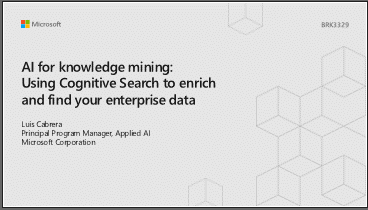 Microsoft
BRK3329
AI for knowledge mining:
Using Cognitive Search to enrich
and find your enterprise data
Luis Cabrera
Principal Program Manager, Applied AI
Microsoft Corporation